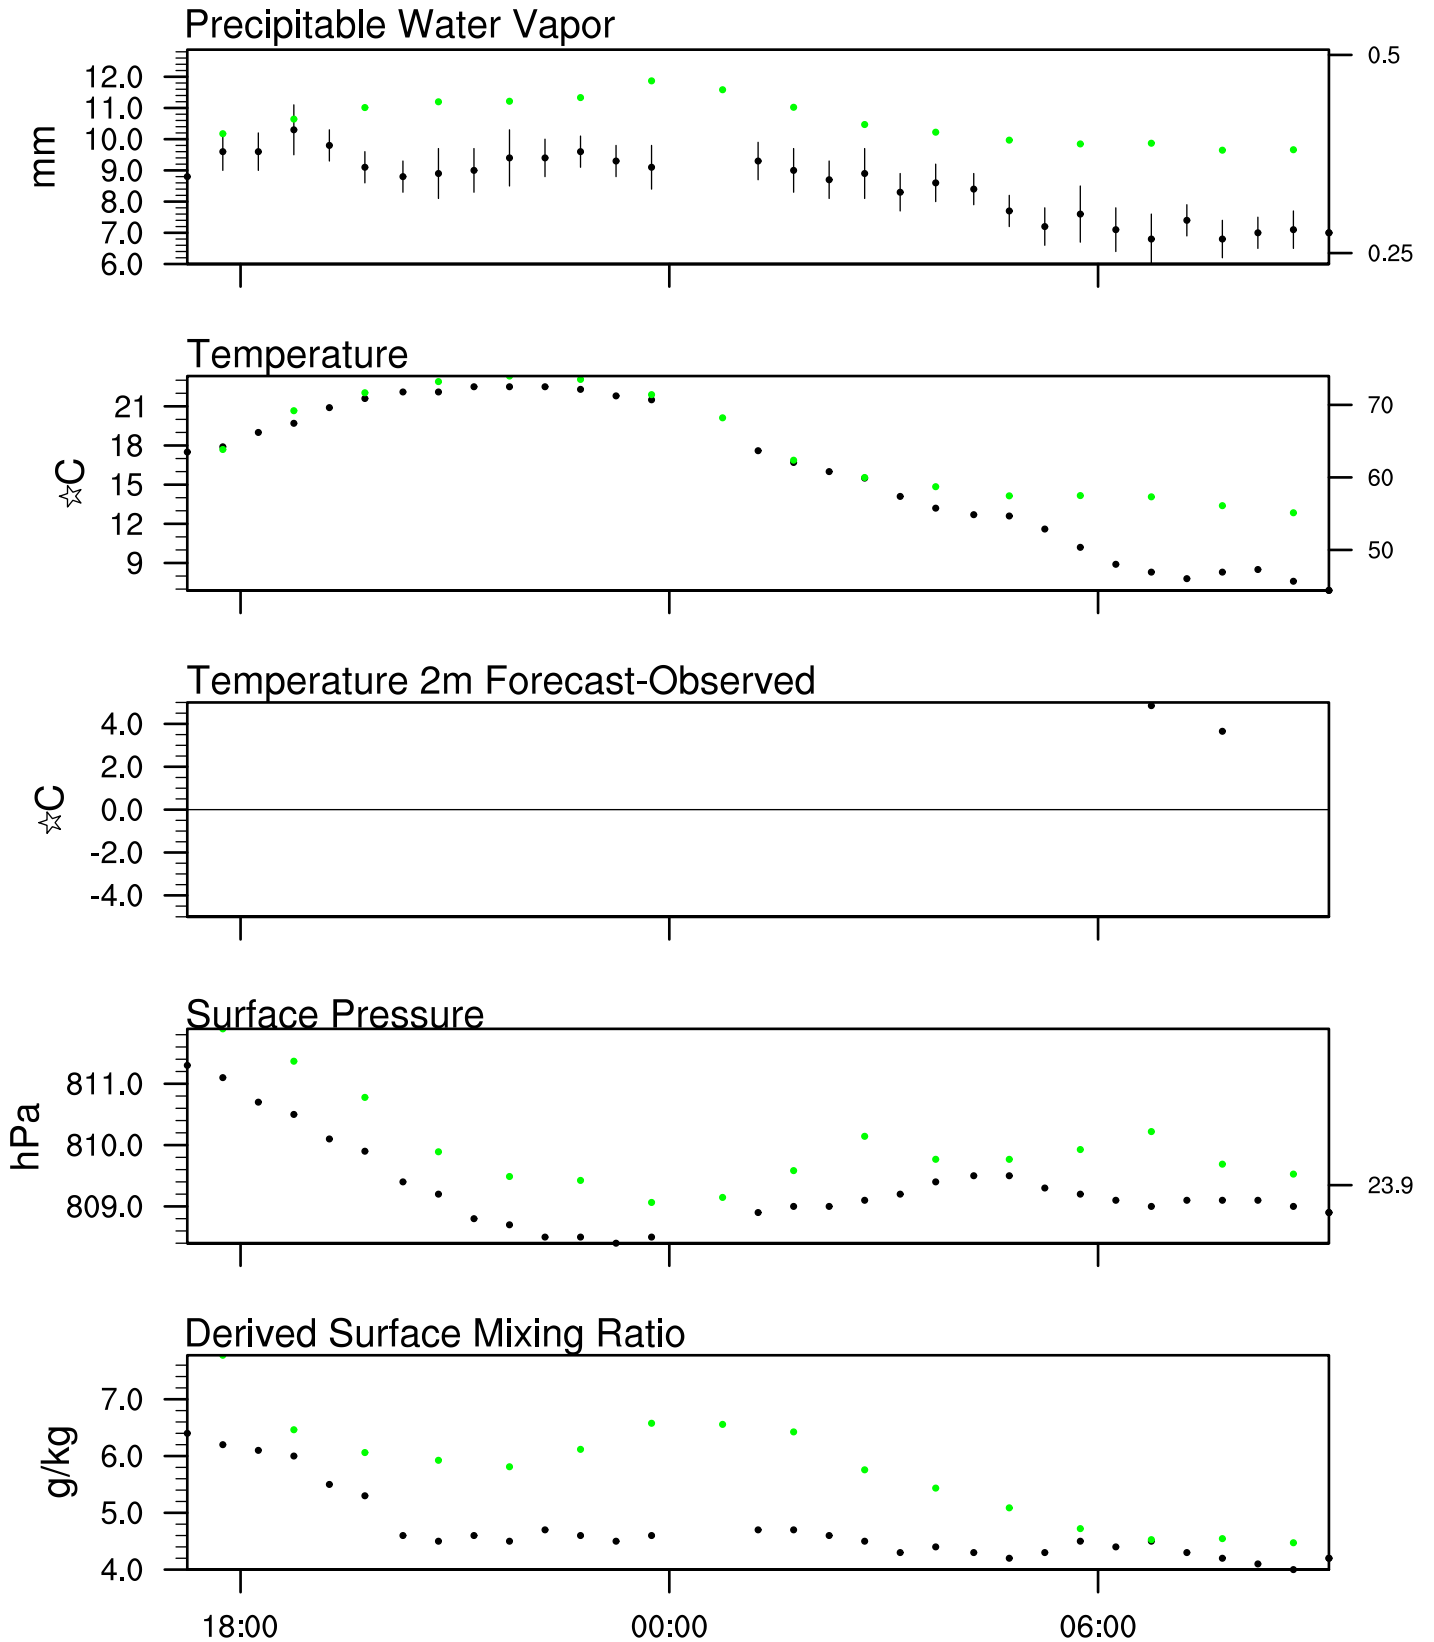 Precipitable Water Vapor
mm
12.0
11.0
10.0
9.0
8.0
7.0
6.0
0.5
0.25
Temperature
☆C
21
18
15
12
9
70
60
50
Temperature 2m Forecast-Observed
☆C
4.0
2.0
0.0
-2.0
-4.0
Surface Pressure
hPa
811.0
810.0
809.0
23.9
Derived Surface Mixing Ratio
g/kg
7.0
6.0
5.0
4.0
18:00 00:00 06:00